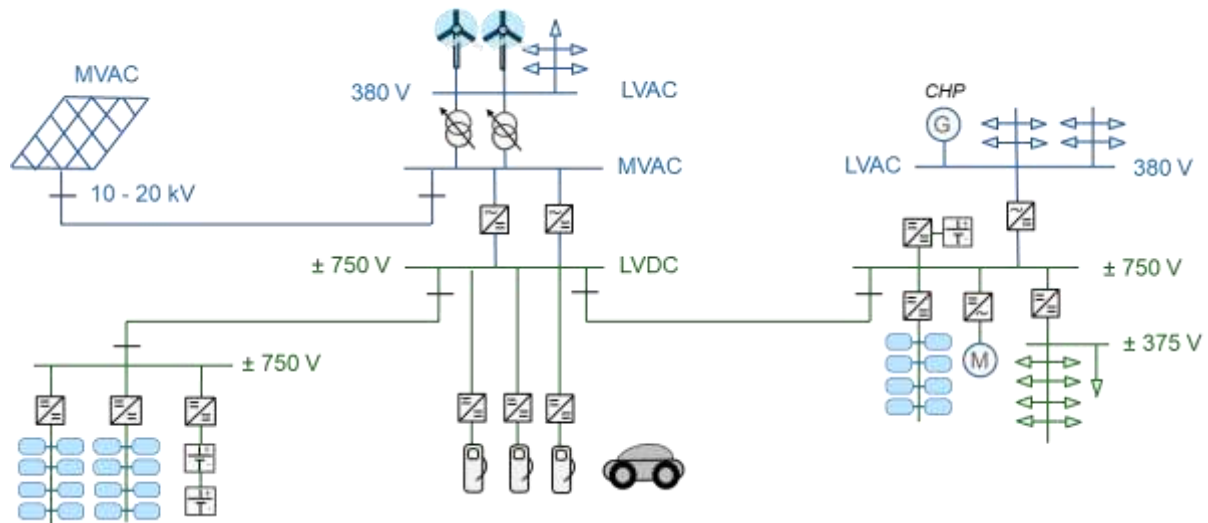 MVAC
380 V
LVAC
CHP
G
10 - 20 kV
MVAC
LVAC
380 V
± 750 V
LVDC
± 750 V
± 750 V
M
± 375 V